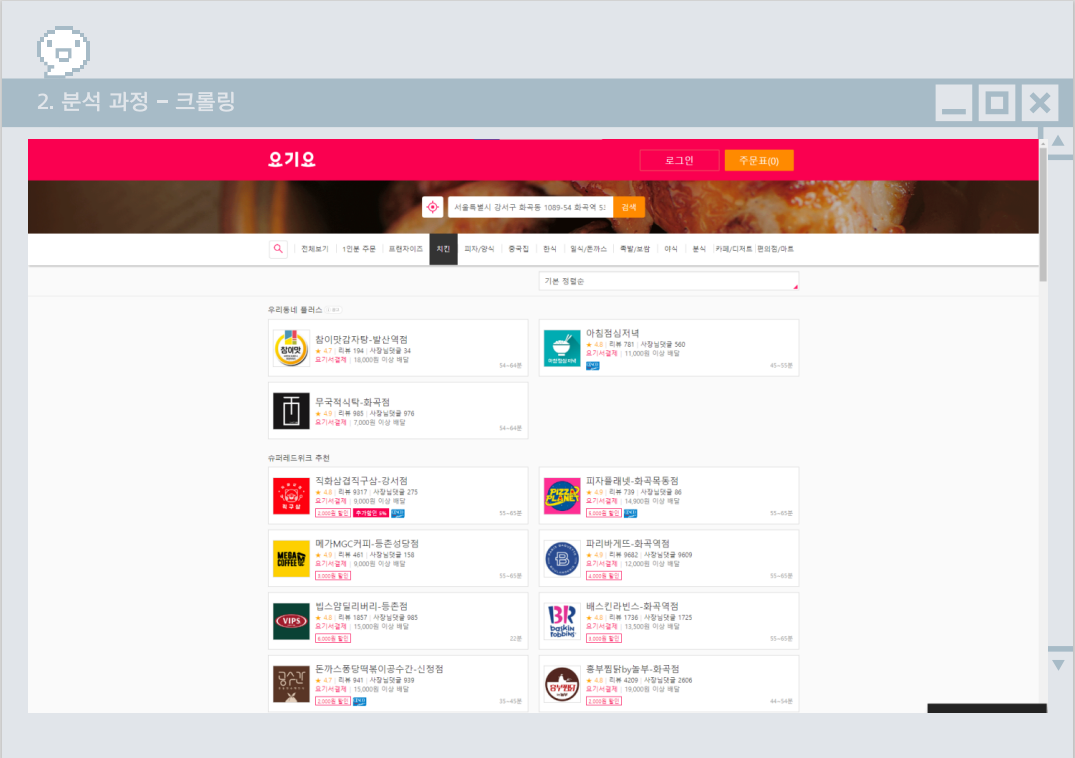 2. 분석 과정 – 크롤링
요기요
로그인
주문표(0)
서울특별시 강서구 화곡동 1089-54 화곡역 5
검색
전체보기 | 1인분 주문 | 프랜차이즈 | 치킨 | 피자/양식 | 중국집 | 한식 | 일식/돈까스 | 족발/보쌈 | 야식 | 분식 | 카페/디저트 | 편의점/마트
기본 정렬순
우리동네 플러스
참이맛감자탕-발산역점
★ 4.7 | 리뷰 194 | 사장님댓글 34
요기서결제 | 18,000원 이상 배달
54~64분
참이맛
아침점심저녁
★ 4.8 | 리뷰 781 | 사장님댓글 560
요기서결제 | 11,000원 이상 배달
45~55분
아침점심저녁
무국적식탁-화곡점
★ 4.9 | 리뷰 985 | 사장님댓글 976
요기서결제 | 7,000원 이상 배달
54~64분
슈퍼레드위크 추천
직화삼겹직구삼-강서점
★ 4.8 | 리뷰 9317 | 사장님댓글 275
요기서결제 | 9,000원 이상 배달
2,000원 할인 추가할인 5%
55~65분
직구삼
피자플래닛-화곡목동점
★ 4.9 | 리뷰 739 | 사장님댓글 86
요기서결제 | 14,900원 이상 배달
5,000원 할인
55~65분
PIZZA PLANET
메가MGC커피-등촌성당점
★ 4.9 | 리뷰 461 | 사장님댓글 158
요기서결제 | 9,000원 이상 배달
3,000원 할인
55~65분
MEGA COFFEE
파리바게뜨-화곡역점
★ 4.9 | 리뷰 9682 | 사장님댓글 9609
요기서결제 | 12,000원 이상 배달
4,000원 할인
55~65분
빕스얌딜리버리-등촌점
★ 4.8 | 리뷰 1857 | 사장님댓글 985
요기서결제 | 15,000원 이상 배달
6,000원 할인
22분
VIPS
배스킨라빈스-화곡역점
★ 4.8 | 리뷰 1736 | 사장님댓글 1725
요기서결제 | 13,500원 이상 배달
3,000원 할인
55~65분
BR baskin robbins
돈까스퐁당떡볶이공수간-신정점
★ 4.7 | 리뷰 941 | 사장님댓글 939
요기서결제 | 15,000원 이상 배달
2,000원 할인
35~45분
공수간
흥부찜닭by놀부-화곡점
★ 4.8 | 리뷰 4209 | 사장님댓글 2606
요기서결제 | 19,000원 이상 배달
2,000원 할인
44~54분
흥부찜닭